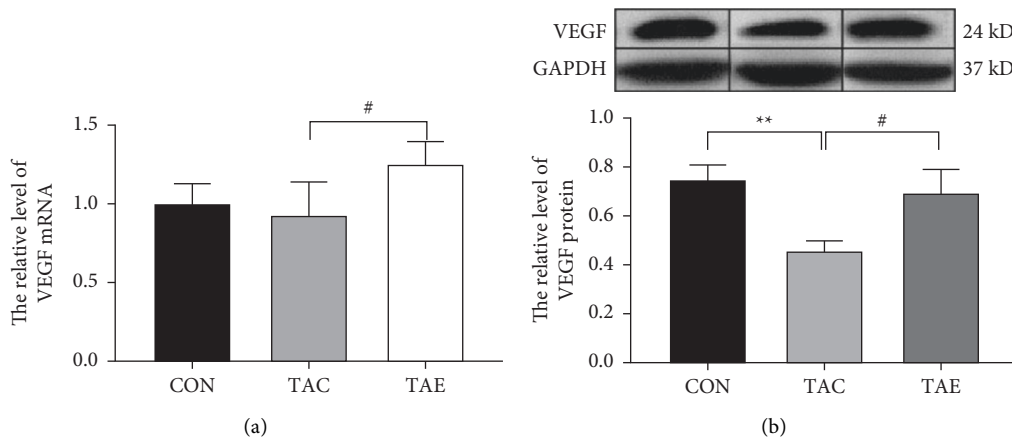 The relative level of
VEGF mRNA
1.5
1.0
0.5
0.0
#
CON
TAC
TAE
(a)
VEGF
24 kD
GAPDH
37 kD
The relative level of
VEGF protein
1.0
0.8
0.6
0.4
0.2
0.0
**
#
CON
TAC
TAE
(b)